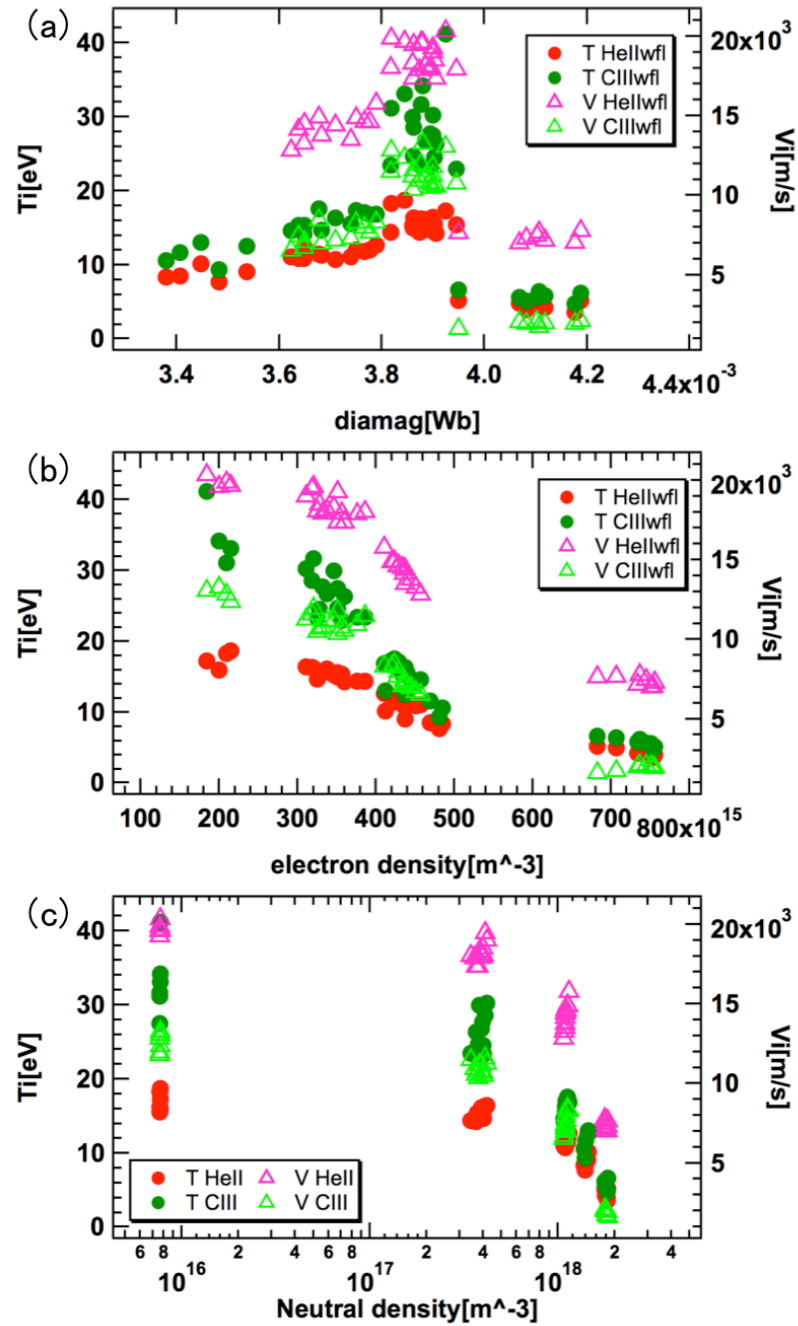 (a)
40
30
20
10
0
Ti[eV]
20x10^3
15
10
5
Vi[m/s]
T HeIIwfl
T CIIIwfl
V HeIIwfl
V CIIIwfl
3.4
3.6
3.8
4.0
4.2
4.4x10^-3
diamag[Wb]
(b)
40
30
20
10
0
Ti[eV]
20x10^3
15
10
5
Vi[m/s]
T HeIIwfl
T CIIIwfl
V HeIIwfl
V CIIIwfl
100
200
300
400
500
600
700
800x10^15
electron density[m^-3]
(c)
40
30
20
10
0
Ti[eV]
20x10^3
15
10
5
Vi[m/s]
T HeII V HeII
T CIII V CIII
6 8 2 4 6 8 2 4 6 8 2 4
10^16 10^17 10^18
Neutral density[m^-3]